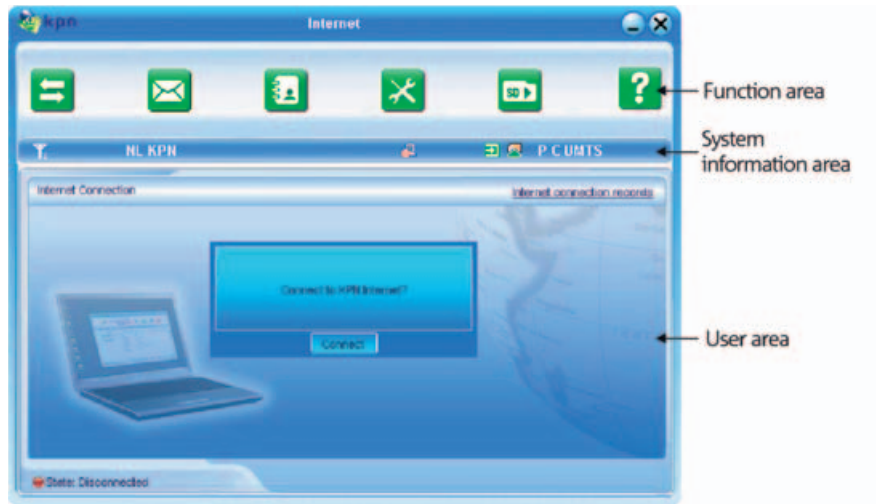 kpn
Internet
SD
?
Function area
NL KPN
P C UMTS
System
information area
Internet Connection
Internet connection records
Connect to KPN Internet?
Connect
User area
State: Disconnected